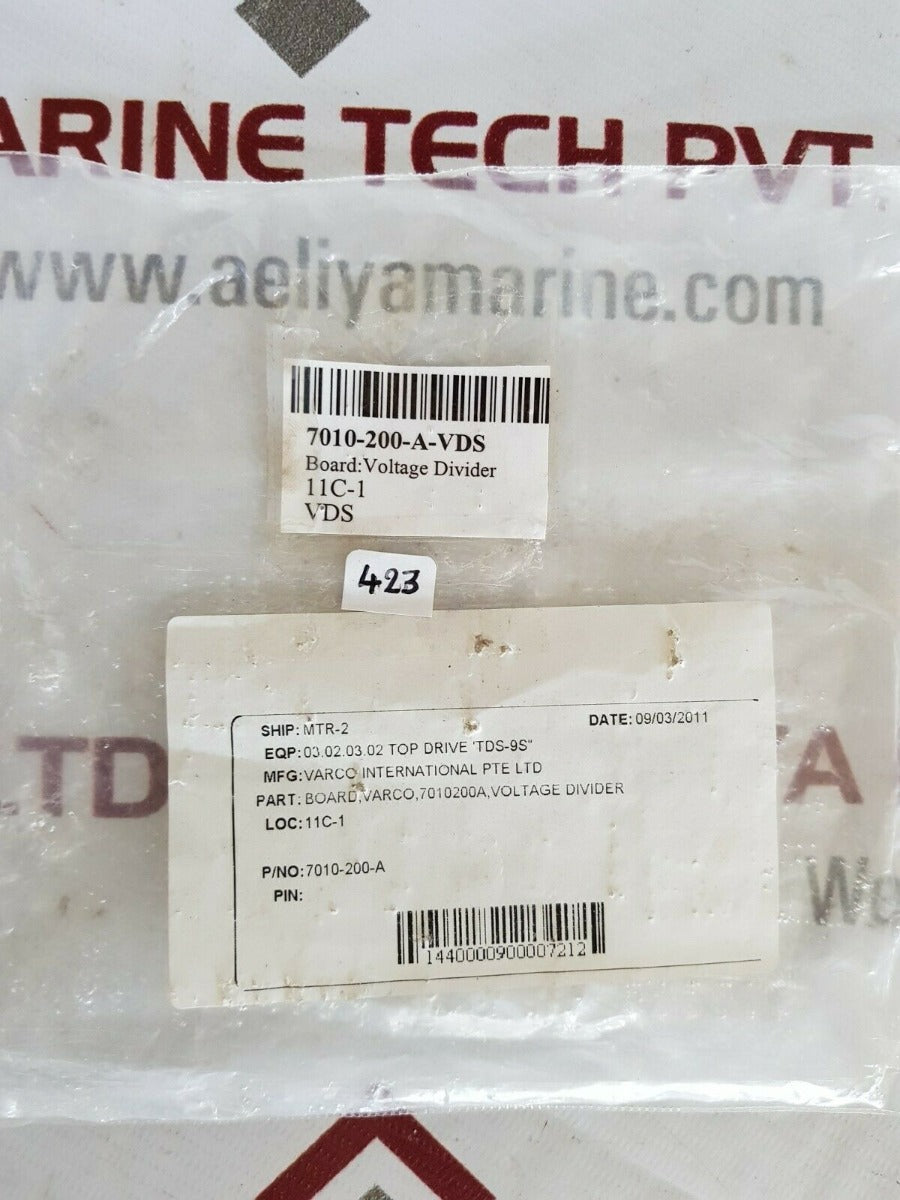 ARINE TECH PVT.
www.aeliyamarine.com
7010-200-A-VDS
Board:Voltage Divider
11C-1
VDS
423
SHIP: MTR-2 DATE: 09/03/2011
EQP: 03.02.03.02 TOP DRIVE 'TDS-9S"
MFG: VARCO INTERNATIONAL PTE LTD
PART: BOARD,VARCO,7010200A,VOLTAGE DIVIDER
LOC: 11C-1
P/NO: 7010-200-A
PIN:
1440000900007212
LTD